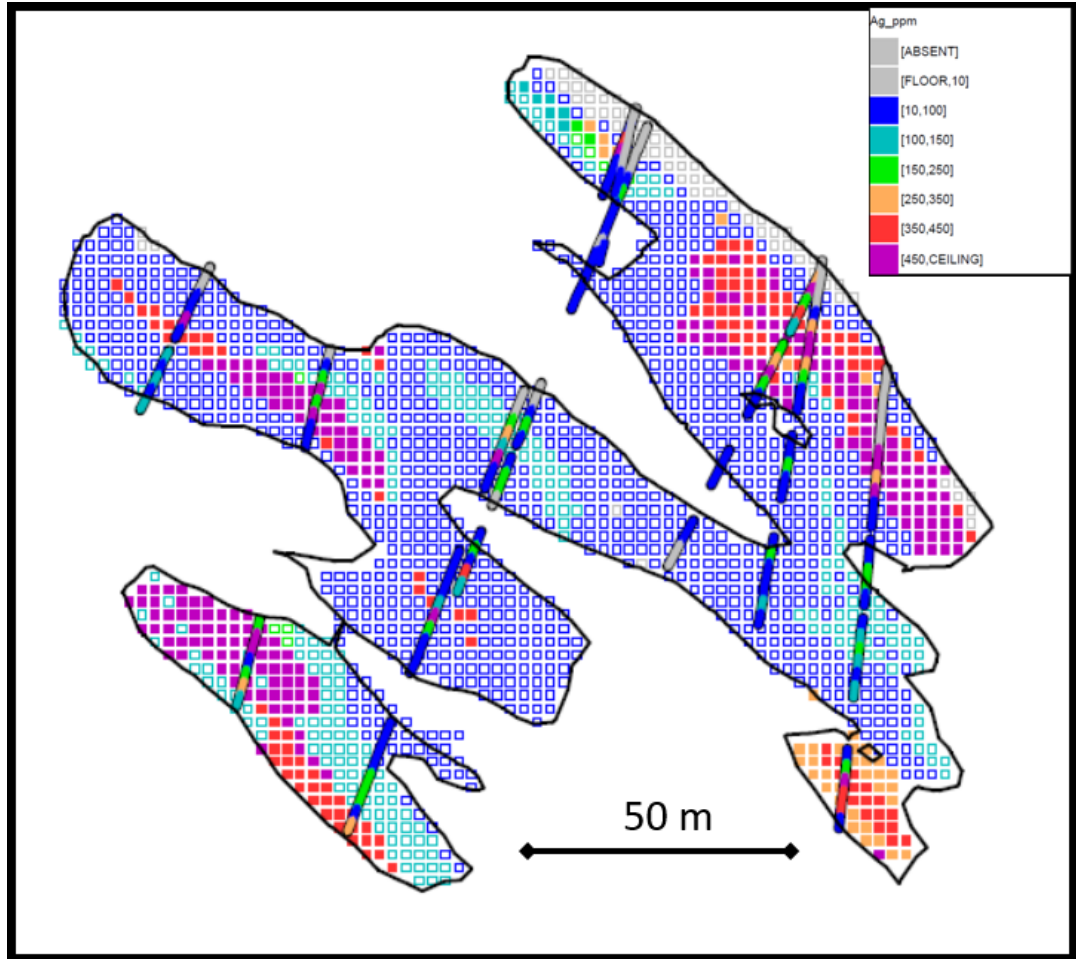 Ag_ppm
[ABSENT]
[FLOOR,10]
[10,100]
[100,150]
[150,250]
[250,350]
[350,450]
[450,CEILING]
50 m